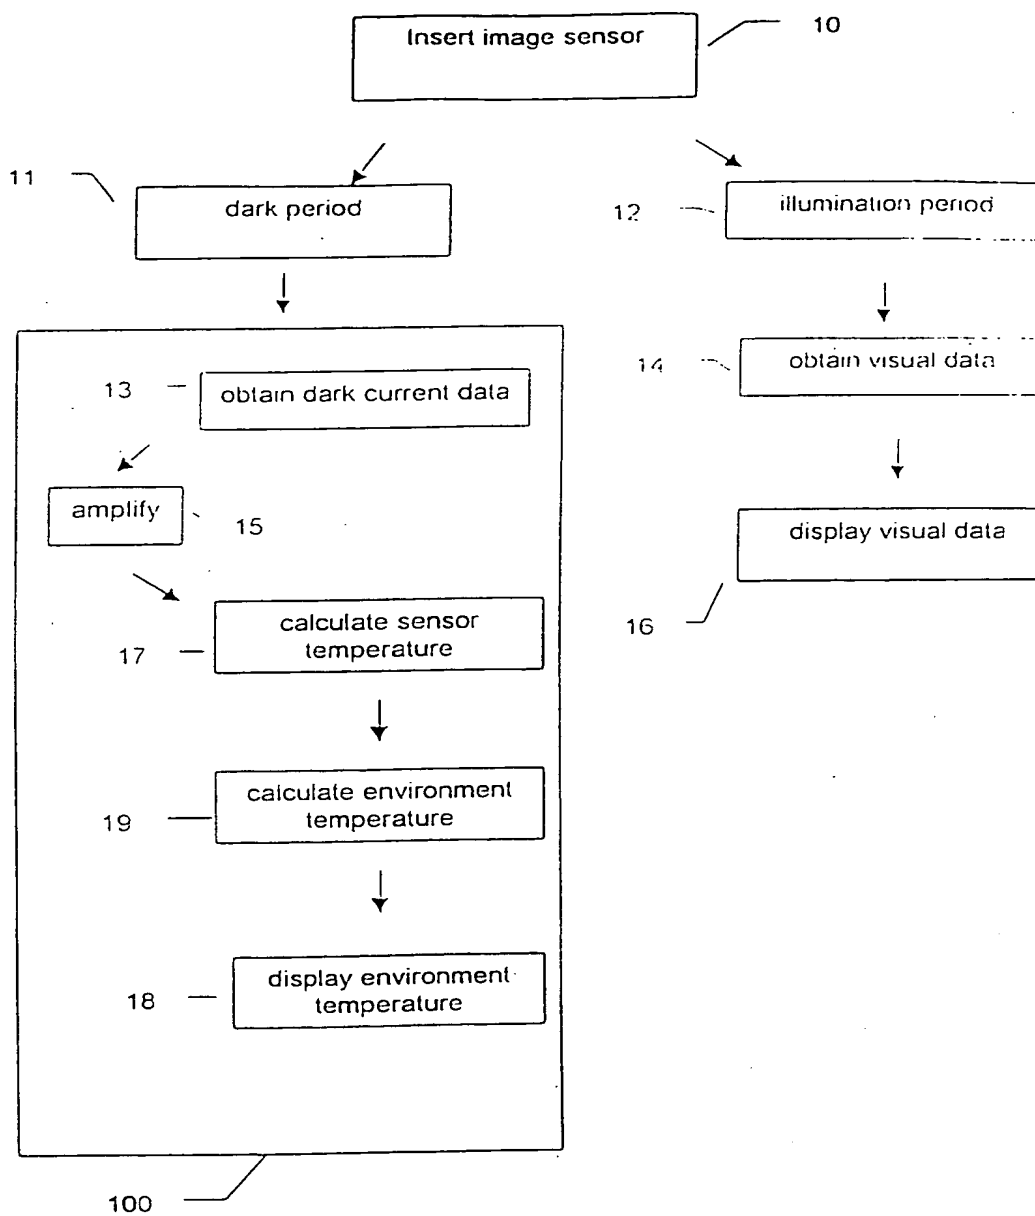 Insert image sensor
10
11
dark period
12
illumination period
13
obtain dark current data
14
obtain visual data
amplify
15
display visual data
16
17
calculate sensor
temperature
19
calculate environment
temperature
18
display environment
temperature
100